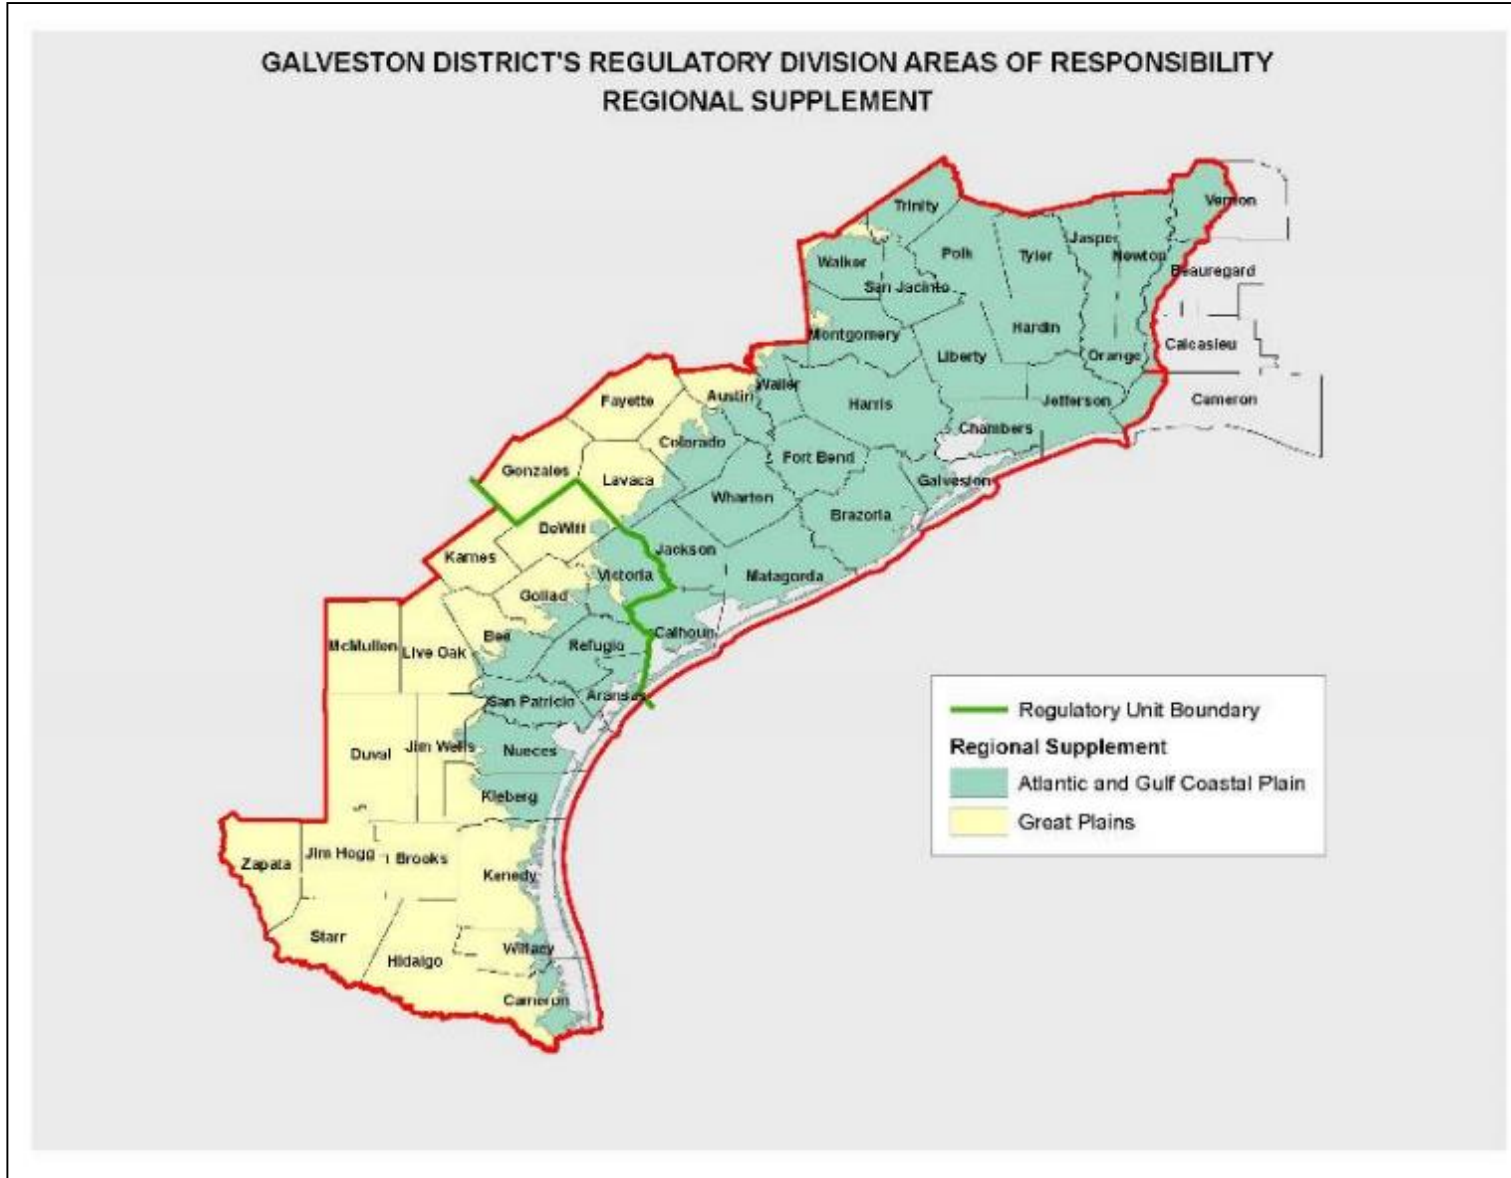 GALVESTON DISTRICT'S REGULATORY DIVISION AREAS OF RESPONSIBILITY
REGIONAL SUPPLEMENT
Trinity
Vernon
Jasper
Polk
Tyler
Newton
Walker
San Jacinto
Beauregard
Montgomery
Hardin
Liberty
Orange
Calcasieu
Waller
Austin
Fayette
Harris
Jefferson
Cameron
Chambers
Colorado
Fort Bend
Gonzales
Lavaca
Galveston
Wharton
Brazoria
DeWitt
Karnes
Jackson
Victoria
Matagorda
Goliad
Bee
Calhoun
McMullen
Live Oak
Refugio
San Patricio
Aransas
Duval
Jim Wells
Nueces
Kleberg
Zapata
Jim Hogg
Brooks
Kenedy
Starr
Hidalgo
Willacy
Cameron
Regulatory Unit Boundary
Regional Supplement
Atlantic and Gulf Coastal Plain
Great Plains